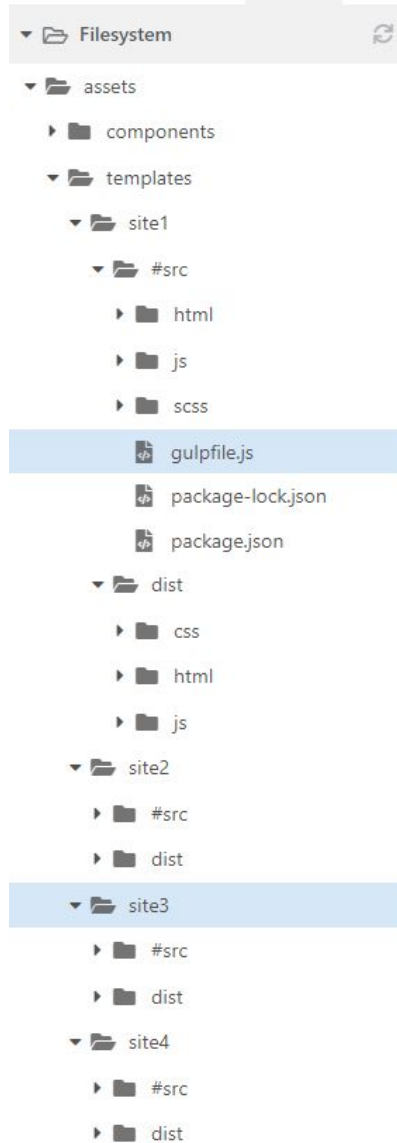 Filesystem
assets
components
templates
site1
#src
html
js
scss
gulpfile.js
package-lock.json
package.json
dist
css
html
js
site2
#src
dist
site3
#src
dist
site4
#src
dist